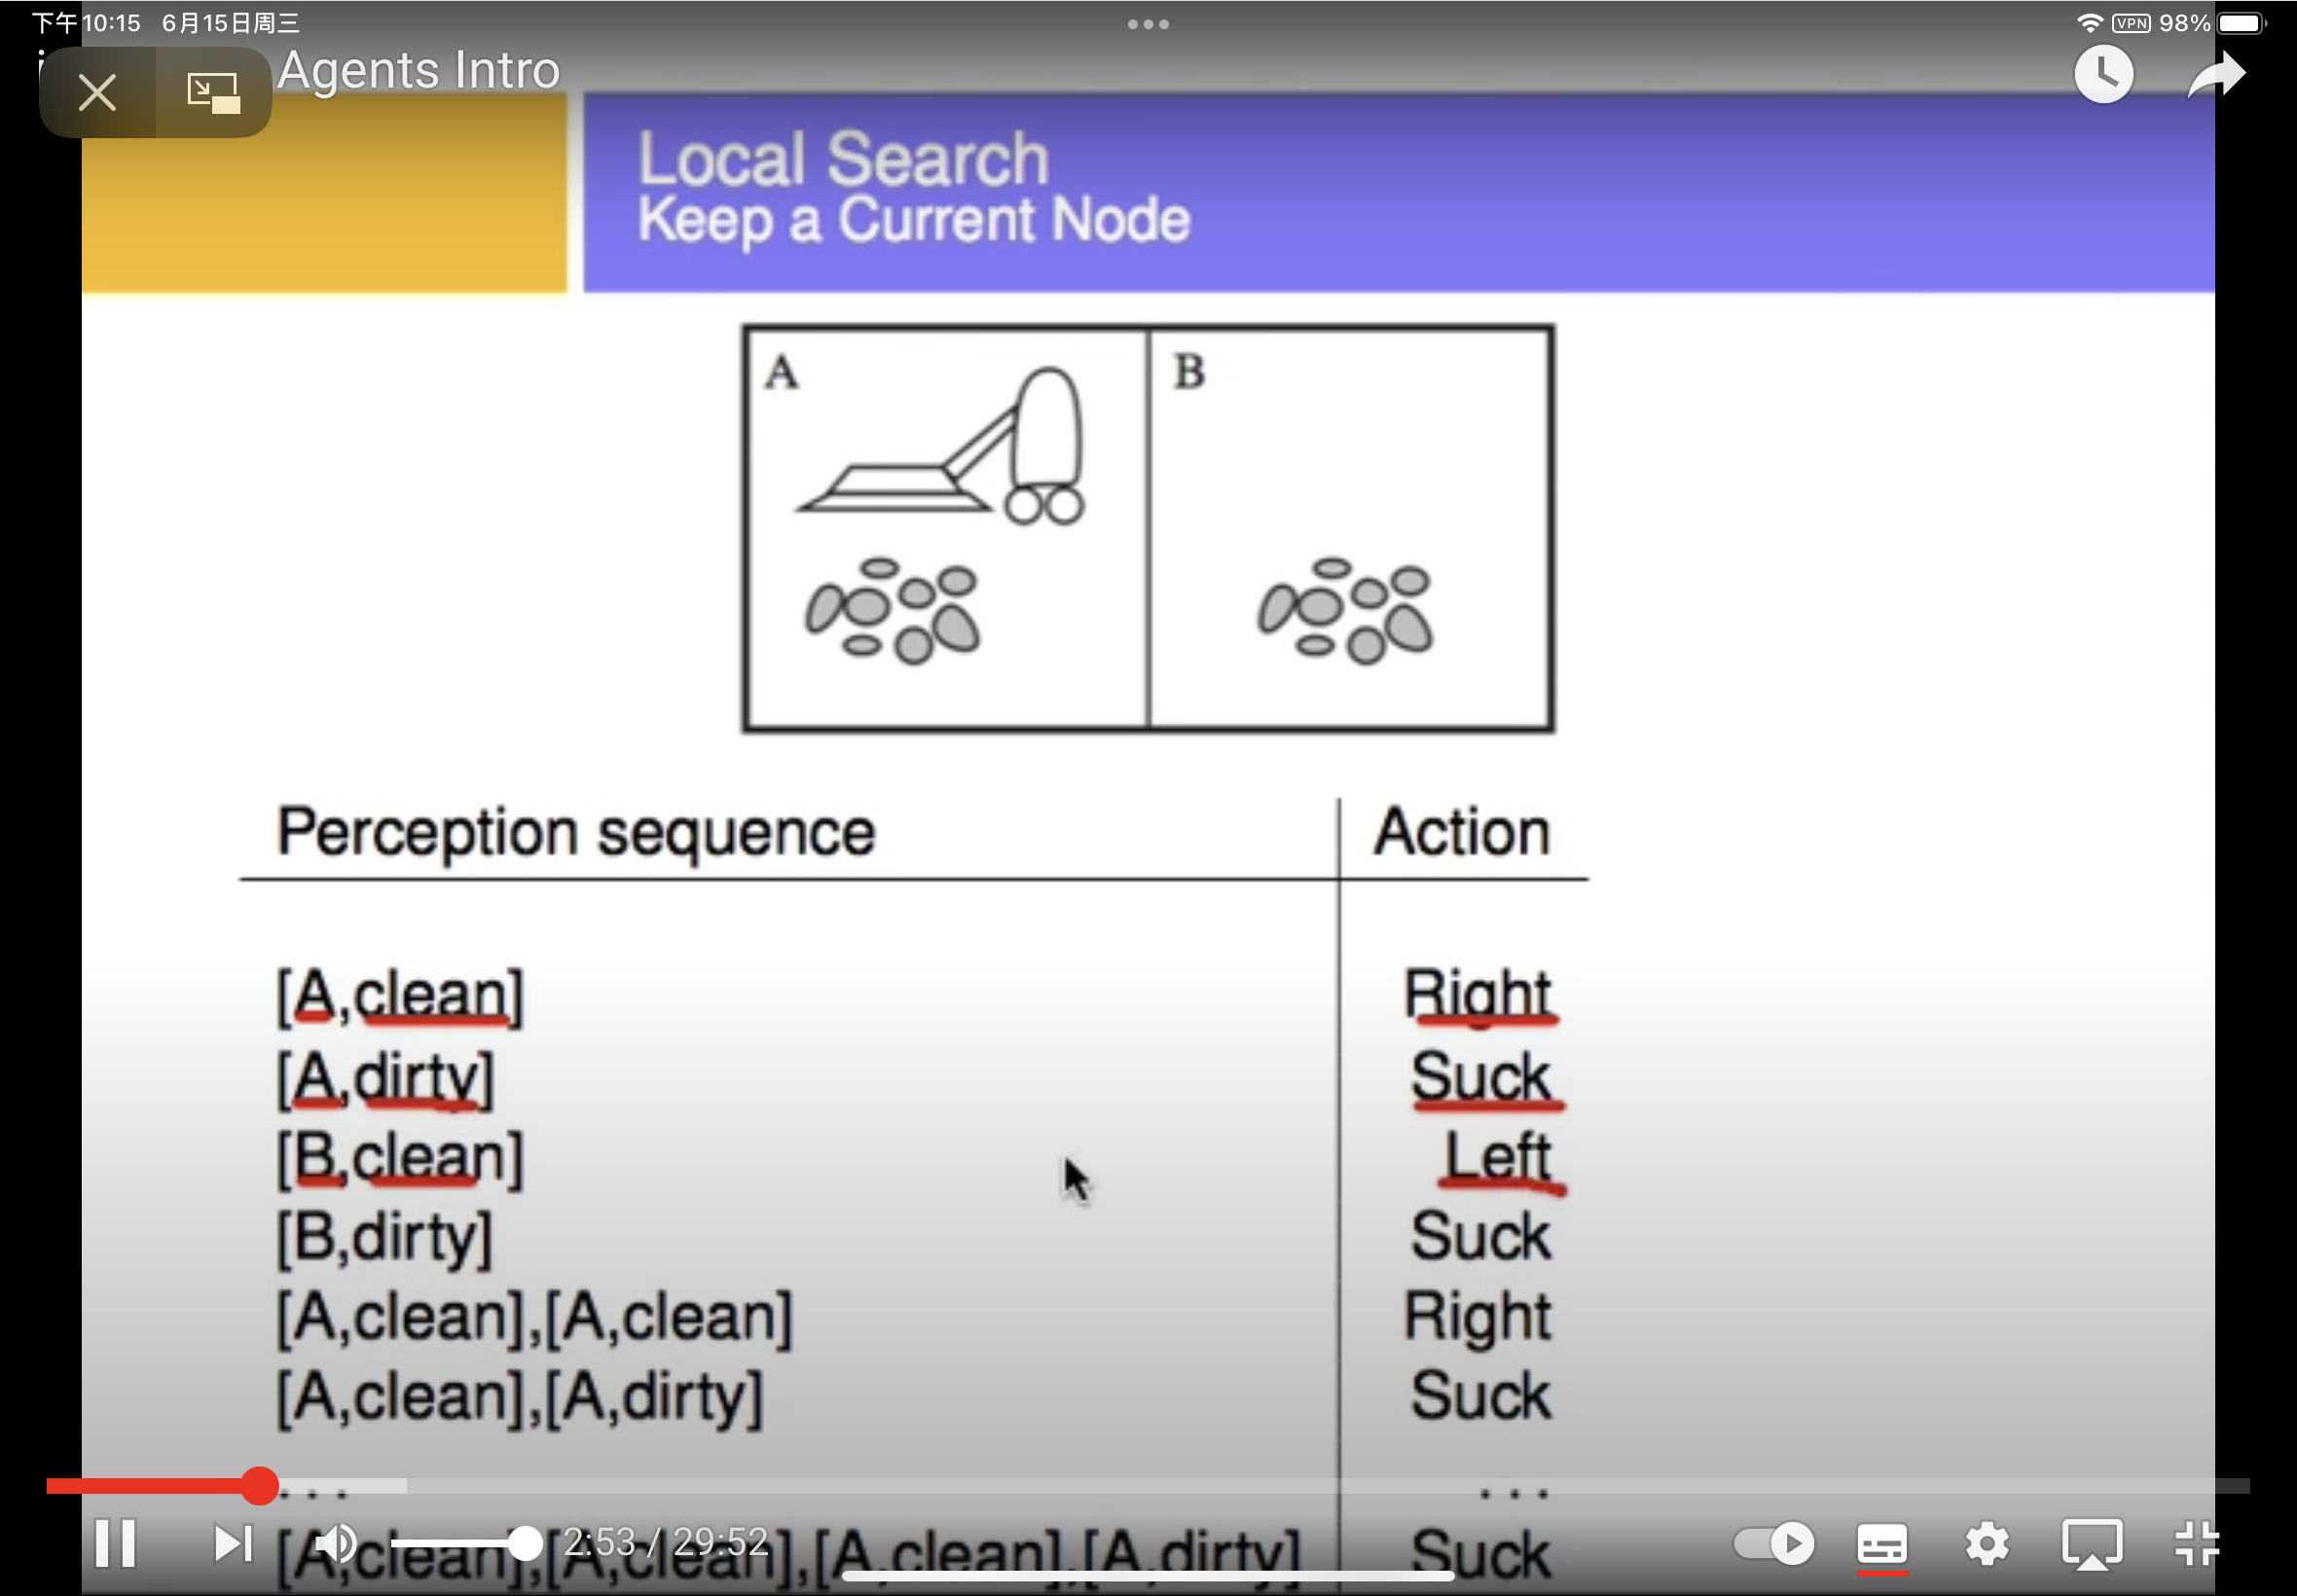 下午10:15 6月15日周三
VPN 98%
Agents Intro
Local Search
Keep a Current Node
A
B
Perception sequence Action
[A,clean] Right
[A,dirty] Suck
[B,clean] Left
[B,dirty] Suck
[A,clean],[A,clean] Right
[A,clean],[A,dirty] Suck
... ...
[A,clean],[A,clean],[A,clean],[A,dirty] Suck
2:53 / 29:52